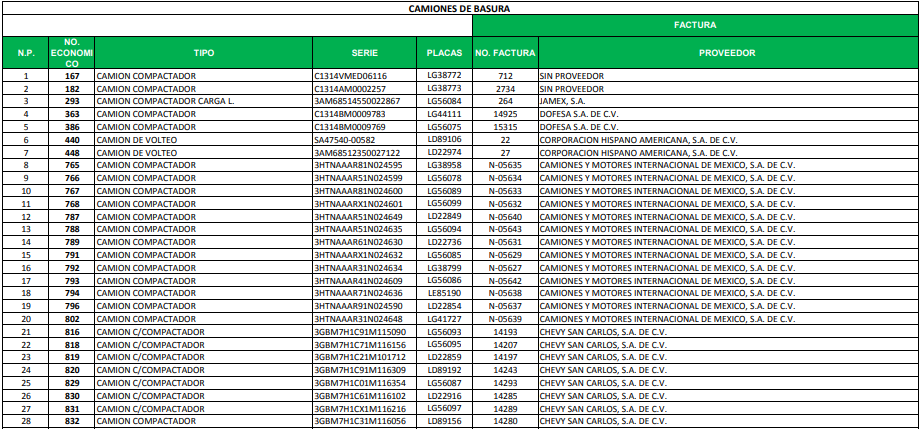 CAMIONES DE BASURA
FACTURA
N.P. NO. ECONOMICO TIPO SERIE PLACAS NO. FACTURA PROVEEDOR
1 167 CAMION COMPACTADOR C1314VMED06116 LG38772 712 SIN PROVEEDOR
2 182 CAMION COMPACTADOR C1314AM0002257 LG38773 2734 SIN PROVEEDOR
3 293 CAMION COMPACTADOR CARGA L. 3AM68514550022867 LG56084 264 JAMEX, S.A.
4 363 CAMION COMPACTADOR C1314BM0009783 LG44111 14925 DOFESA S.A. DE C.V.
5 386 CAMION COMPACTADOR C1314BM0009769 LG56075 15315 DOFESA S.A. DE C.V.
6 440 CAMION DE VOLTEO SA47540-00582 LD89106 22 CORPORACION HISPANO AMERICANA, S.A. DE C.V.
7 448 CAMION DE VOLTEO 3AM68512350027122 LD22974 27 CORPORACION HISPANO AMERICANA, S.A. DE C.V.
8 765 CAMION COMPACTADOR 3HTNAAAR81N024595 LG38958 N-05635 CAMIONES Y MOTORES INTERNACIONAL DE MEXICO, S.A. DE C.V.
9 766 CAMION COMPACTADOR 3HTNAAAR51N024599 LG56078 N-05634 CAMIONES Y MOTORES INTERNACIONAL DE MEXICO, S.A. DE C.V.
10 767 CAMION COMPACTADOR 3HTNAAAR81N024600 LG56089 N-05633 CAMIONES Y MOTORES INTERNACIONAL DE MEXICO, S.A. DE C.V.
11 768 CAMION COMPACTADOR 3HTNAAARX1N024601 LG56099 N-05632 CAMIONES Y MOTORES INTERNACIONAL DE MEXICO, S.A. DE C.V.
12 787 CAMION COMPACTADOR 3HTNAAAR51N024649 LD22849 N-05640 CAMIONES Y MOTORES INTERNACIONAL DE MEXICO, S.A. DE C.V.
13 788 CAMION COMPACTADOR 3HTNAAAR51N024635 LG56094 N-05643 CAMIONES Y MOTORES INTERNACIONAL DE MEXICO, S.A. DE C.V.
14 789 CAMION COMPACTADOR 3HTNAAAR61N024630 LD22736 N-05631 CAMIONES Y MOTORES INTERNACIONAL DE MEXICO, S.A. DE C.V.
15 791 CAMION COMPACTADOR 3HTNAAARX1N024632 LG56085 N-05629 CAMIONES Y MOTORES INTERNACIONAL DE MEXICO, S.A. DE C.V.
16 792 CAMION COMPACTADOR 3HTNAAAR31N024634 LG38799 N-05627 CAMIONES Y MOTORES INTERNACIONAL DE MEXICO, S.A. DE C.V.
17 793 CAMION COMPACTADOR 3HTNAAAR41N024609 LG56086 N-05642 CAMIONES Y MOTORES INTERNACIONAL DE MEXICO, S.A. DE C.V.
18 794 CAMION COMPACTADOR 3HTNAAAR71N024636 LE85190 N-05638 CAMIONES Y MOTORES INTERNACIONAL DE MEXICO, S.A. DE C.V.
19 796 CAMION COMPACTADOR 3HTNAAAR91N024590 LD22854 N-05637 CAMIONES Y MOTORES INTERNACIONAL DE MEXICO, S.A. DE C.V.
20 802 CAMION COMPACTADOR 3HTNAAAR31N024648 LG41727 N-05639 CAMIONES Y MOTORES INTERNACIONAL DE MEXICO, S.A. DE C.V.
21 816 CAMION C/COMPACTADOR 3GBM7H1C91M115090 LG56093 14193 CHEVY SAN CARLOS, S.A. DE C.V.
22 818 CAMION C/COMPACTADOR 3GBM7H1C71M116156 LG56095 14207 CHEVY SAN CARLOS, S.A. DE C.V.
23 819 CAMION C/COMPACTADOR 3GBM7H1C21M101712 LD22859 14197 CHEVY SAN CARLOS, S.A. DE C.V.
24 820 CAMION C/COMPACTADOR 3GBM7H1C91M116309 LD89192 14243 CHEVY SAN CARLOS, S.A. DE C.V.
25 829 CAMION C/COMPACTADOR 3GBM7H1C01M116354 LG56087 14293 CHEVY SAN CARLOS, S.A. DE C.V.
26 830 CAMION C/COMPACTADOR 3GBM7H1C61M116102 LD22916 14285 CHEVY SAN CARLOS, S.A. DE C.V.
27 831 CAMION C/COMPACTADOR 3GBM7H1CX1M116216 LG56097 14289 CHEVY SAN CARLOS, S.A. DE C.V.
28 832 CAMION COMPACTADOR 3GBM7H1C31M116056 LD89156 14280 CHEVY SAN CARLOS, S.A. DE C.V.